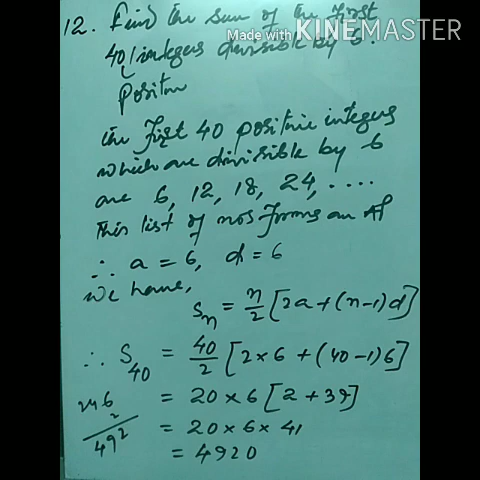 12. Find the sum of the First
Made with KINEMASTER
40 integers divisible by 6.
Positive
The First 40 positive integers
which are divisible by 6
are 6, 12, 18, 24, ....
This list of nos forms an AP
∴ a = 6, d = 6
We have,
Sn = n/2 [2a + (n-1)d]
∴ S40 = 40/2 [2 × 6 + (40-1)6]
= 20 × 6 [2 + 39]
= 20 × 6 × 41
= 4920
246
2
492